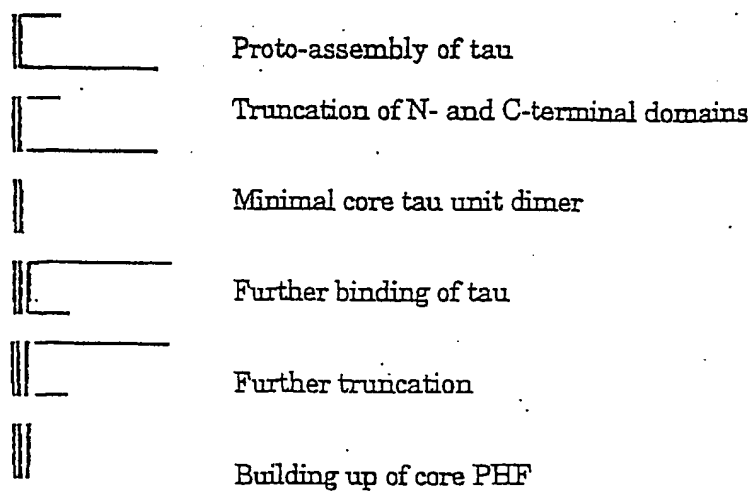 Proto-assembly of tau
Truncation of N- and C-terminal domains
Minimal core tau unit dimer
Further binding of tau
Further truncation
Building up of core PHF